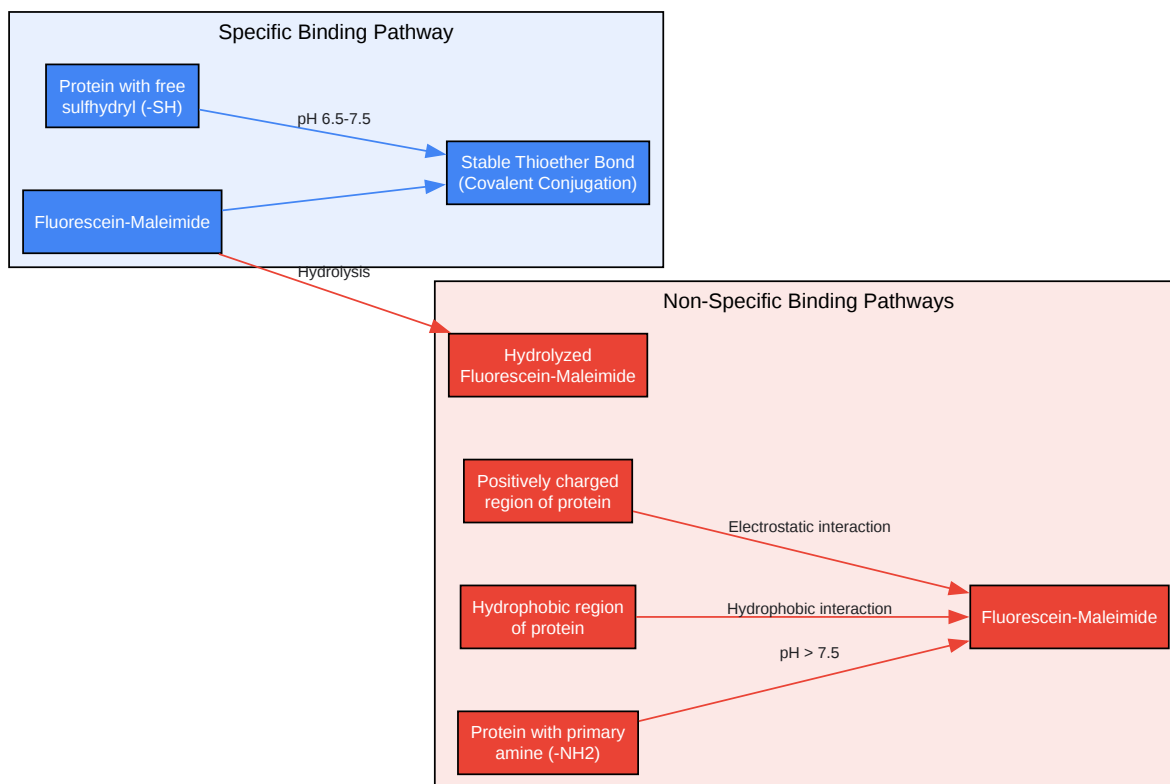 Specific Binding Pathway
Protein with free
sulfhydryl (-SH)
pH 6.5-7.5
Stable Thioether Bond
(Covalent Conjugation)
Fluorescein-Maleimide
Hydrolysis
Non-Specific Binding Pathways
Hydrolyzed
Fluorescein-Maleimide
Positively charged
region of protein
Electrostatic interaction
Hydrophobic region
of protein
Hydrophobic interaction
Fluorescein-Maleimide
pH > 7.5
Protein with primary
amine (-NH2)